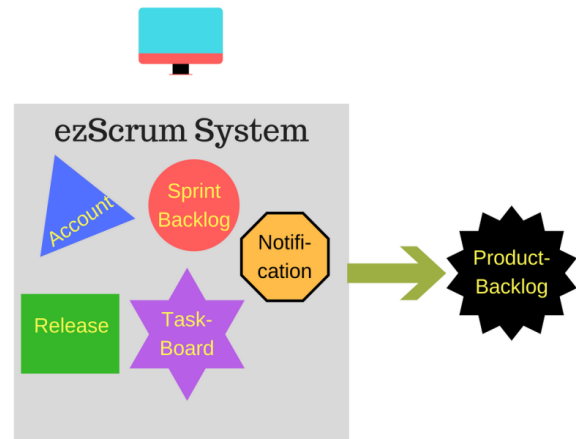 ezScrum System
Account
Sprint
Backlog
Notifi-
cation
Product-
Backlog
Release
Task-
Board